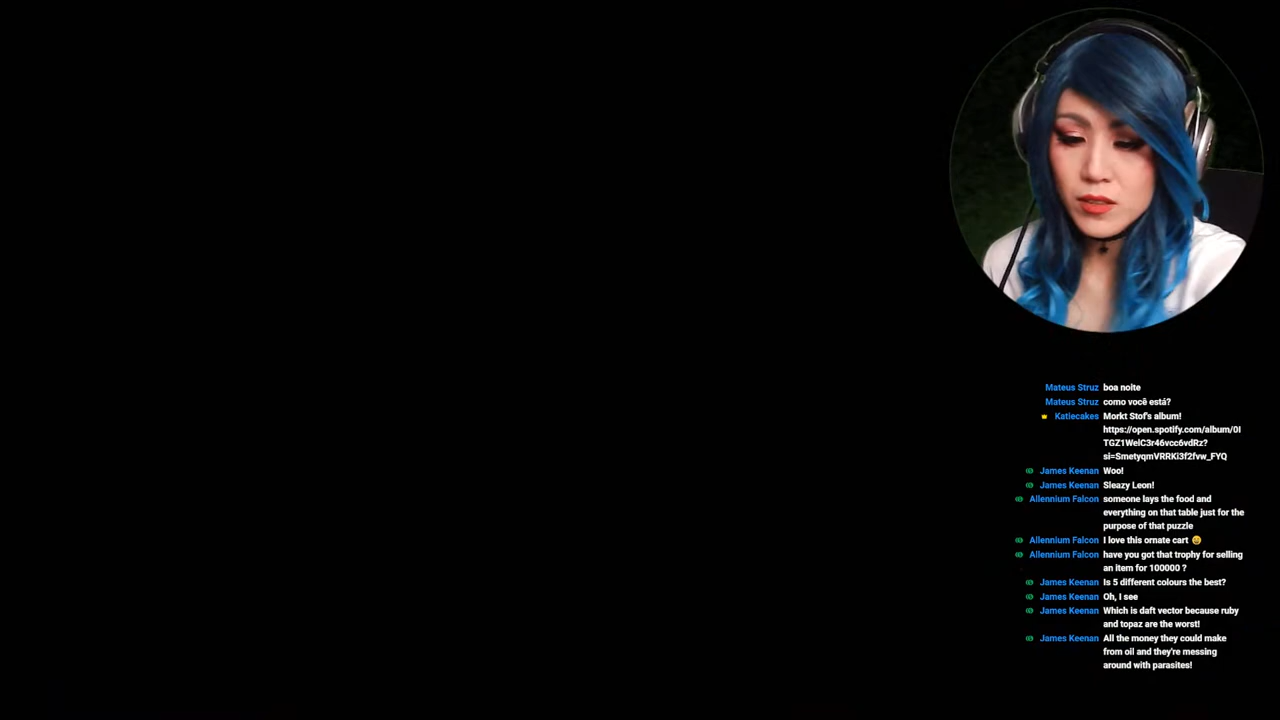 Mateus Struz boa noite
Mateus Struz como você está?
Katiecakes Morkt Stof's album!
https://open.spotify.com/album/0I
TGZ1WelC3r46vcc6vdRz?
si=SmetyqmVRRKi3f2fvw_FYQ
James Keenan Woo!
James Keenan Sleazy Leon!
Allennium Falcon someone lays the food and
everything on that table just for the
purpose of that puzzle
Allennium Falcon I love this ornate cart 😄
Allennium Falcon have you got that trophy for selling
an item for 100000 ?
James Keenan Is 5 different colours the best?
James Keenan Oh, I see
James Keenan Which is daft vector because ruby
and topaz are the worst!
James Keenan All the money they could make
from oil and they're messing
around with parasites!